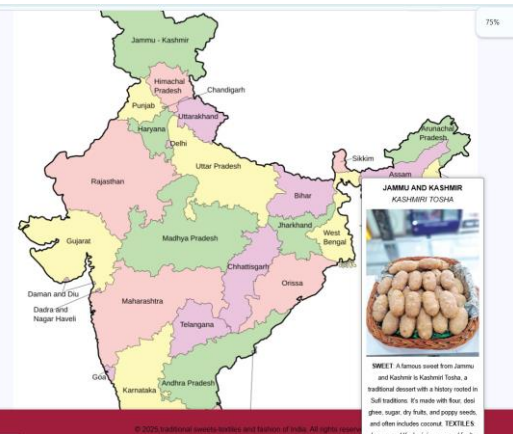 75%
Jammu - Kashmir
Himachal
Pradesh
Chandigarh
Punjab
Uttarakhand
Haryana
Delhi
Arunachal
Pradesh
Sikkim
Assam
Uttar Pradesh
Rajasthan
Bihar
Jharkhand
West
Bengal
Gujarat
Madhya Pradesh
Chhattisgarh
Orissa
Daman and Diu
Dadra and
Nagar Haveli
Maharashtra
Telangana
Goa
Karnataka
Andhra Pradesh
JAMMU AND KASHMIR
KASHMIRI TOSHA
SWEET: A famous sweet from Jammu
and Kashmir is Kashmiri Tosha, a
traditional dessert with a history rooted in
Sufi traditions. It's made with flour, desi
ghee, sugar, dry fruits, and poppy seeds,
and often includes coconut. TEXTILES:
© 2025,traditional sweets-textiles and fashion of india. All rights